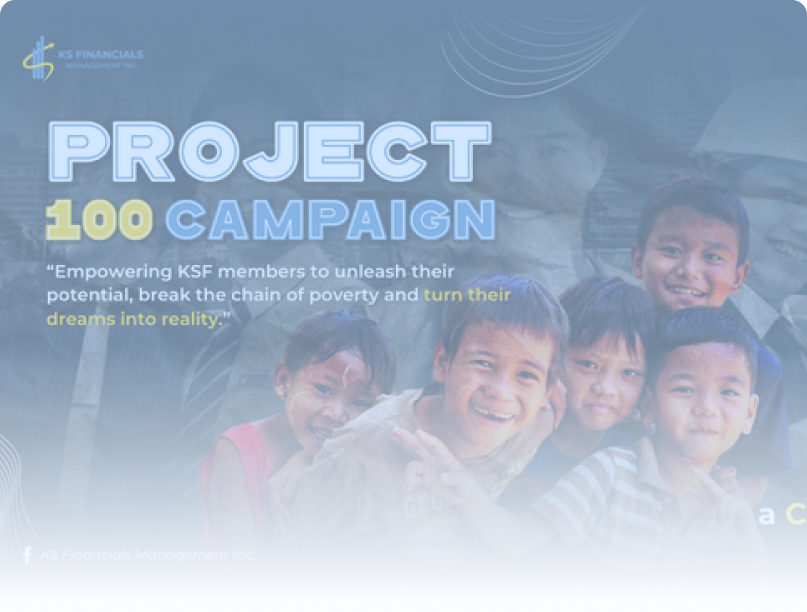 KS FINANCIALS
MANAGEMENT INC.
PROJECT
100 CAMPAIGN
“Empowering KSF members to unleash their
potential, break the chain of poverty and turn their
dreams into reality.”
a C
KS Financials Management Inc.